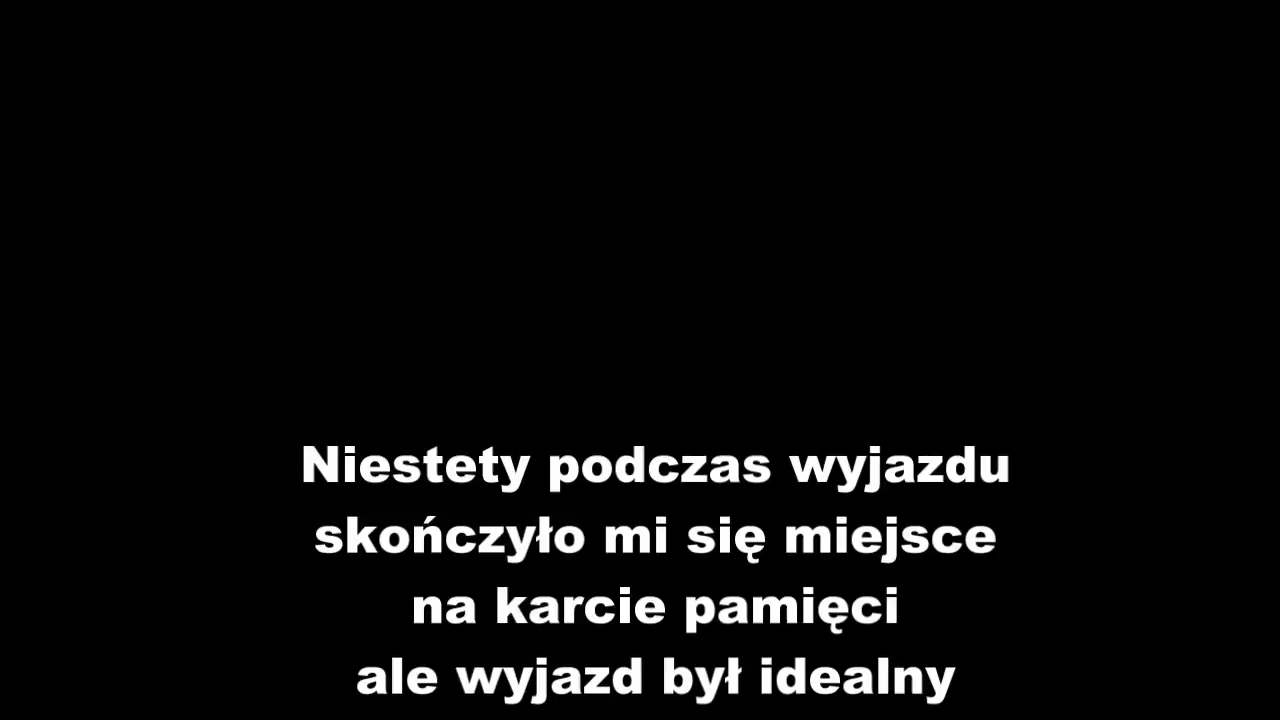 Niestety podczas wyjazdu
skończyło mi się miejsce
na karcie pamięci
ale wyjazd był idealny